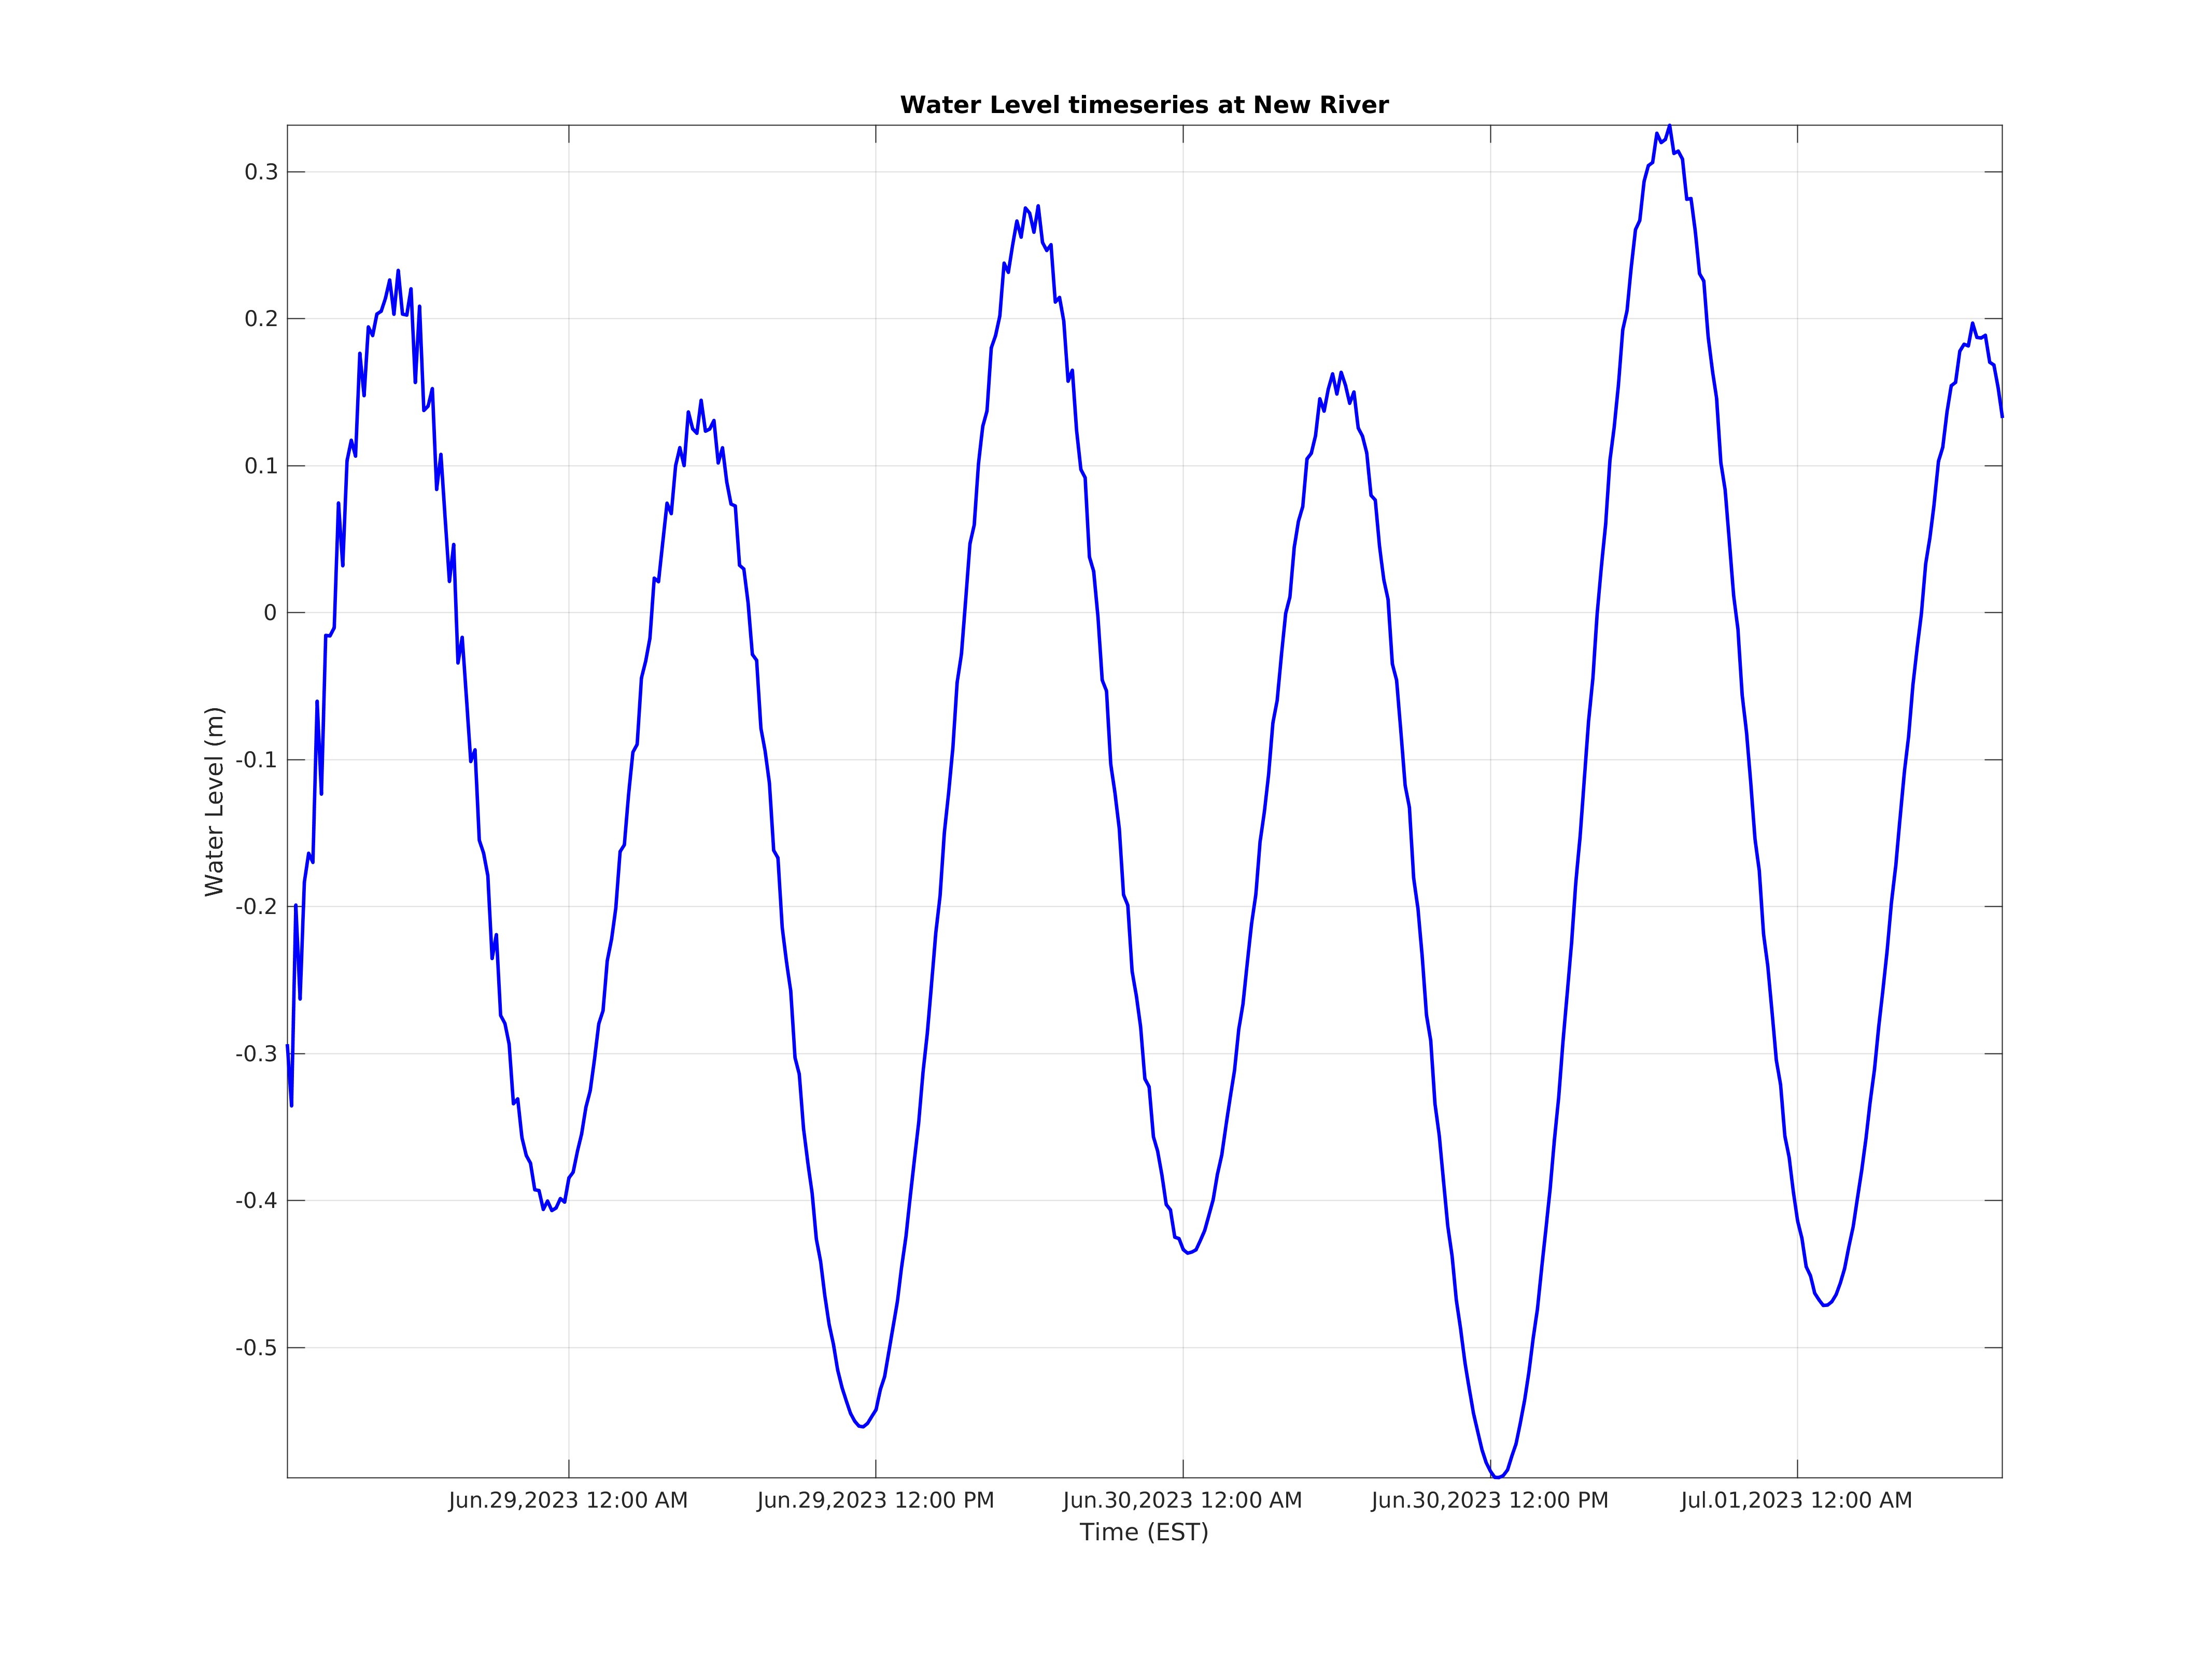 Water Level timeseries at New River
0.3
0.2
0.1
0
-0.1
-0.2
-0.3
-0.4
-0.5
Water Level (m)
Jun.29,2023 12:00 AM
Jun.29,2023 12:00 PM
Jun.30,2023 12:00 AM
Jun.30,2023 12:00 PM
Jul.01,2023 12:00 AM
Time (EST)